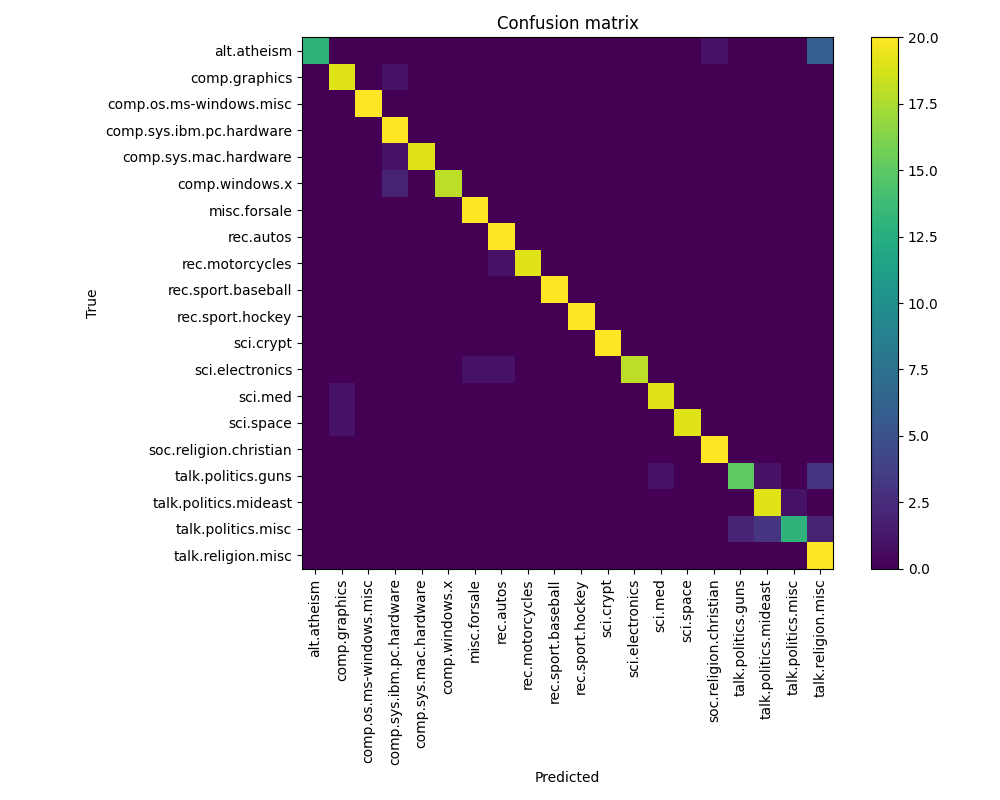 Confusion matrix
True
alt.atheism
comp.graphics
comp.os.ms-windows.misc
comp.sys.ibm.pc.hardware
comp.sys.mac.hardware
comp.windows.x
misc.forsale
rec.autos
rec.motorcycles
rec.sport.baseball
rec.sport.hockey
sci.crypt
sci.electronics
sci.med
sci.space
soc.religion.christian
talk.politics.guns
talk.politics.mideast
talk.politics.misc
talk.religion.misc
20.0
17.5
15.0
12.5
10.0
7.5
5.0
2.5
0.0
alt.atheism
comp.graphics
comp.os.ms-windows.misc
comp.sys.ibm.pc.hardware
comp.sys.mac.hardware
comp.windows.x
misc.forsale
rec.autos
rec.motorcycles
rec.sport.baseball
rec.sport.hockey
sci.crypt
sci.electronics
sci.med
sci.space
soc.religion.christian
talk.politics.guns
talk.politics.mideast
talk.politics.misc
talk.religion.misc
Predicted